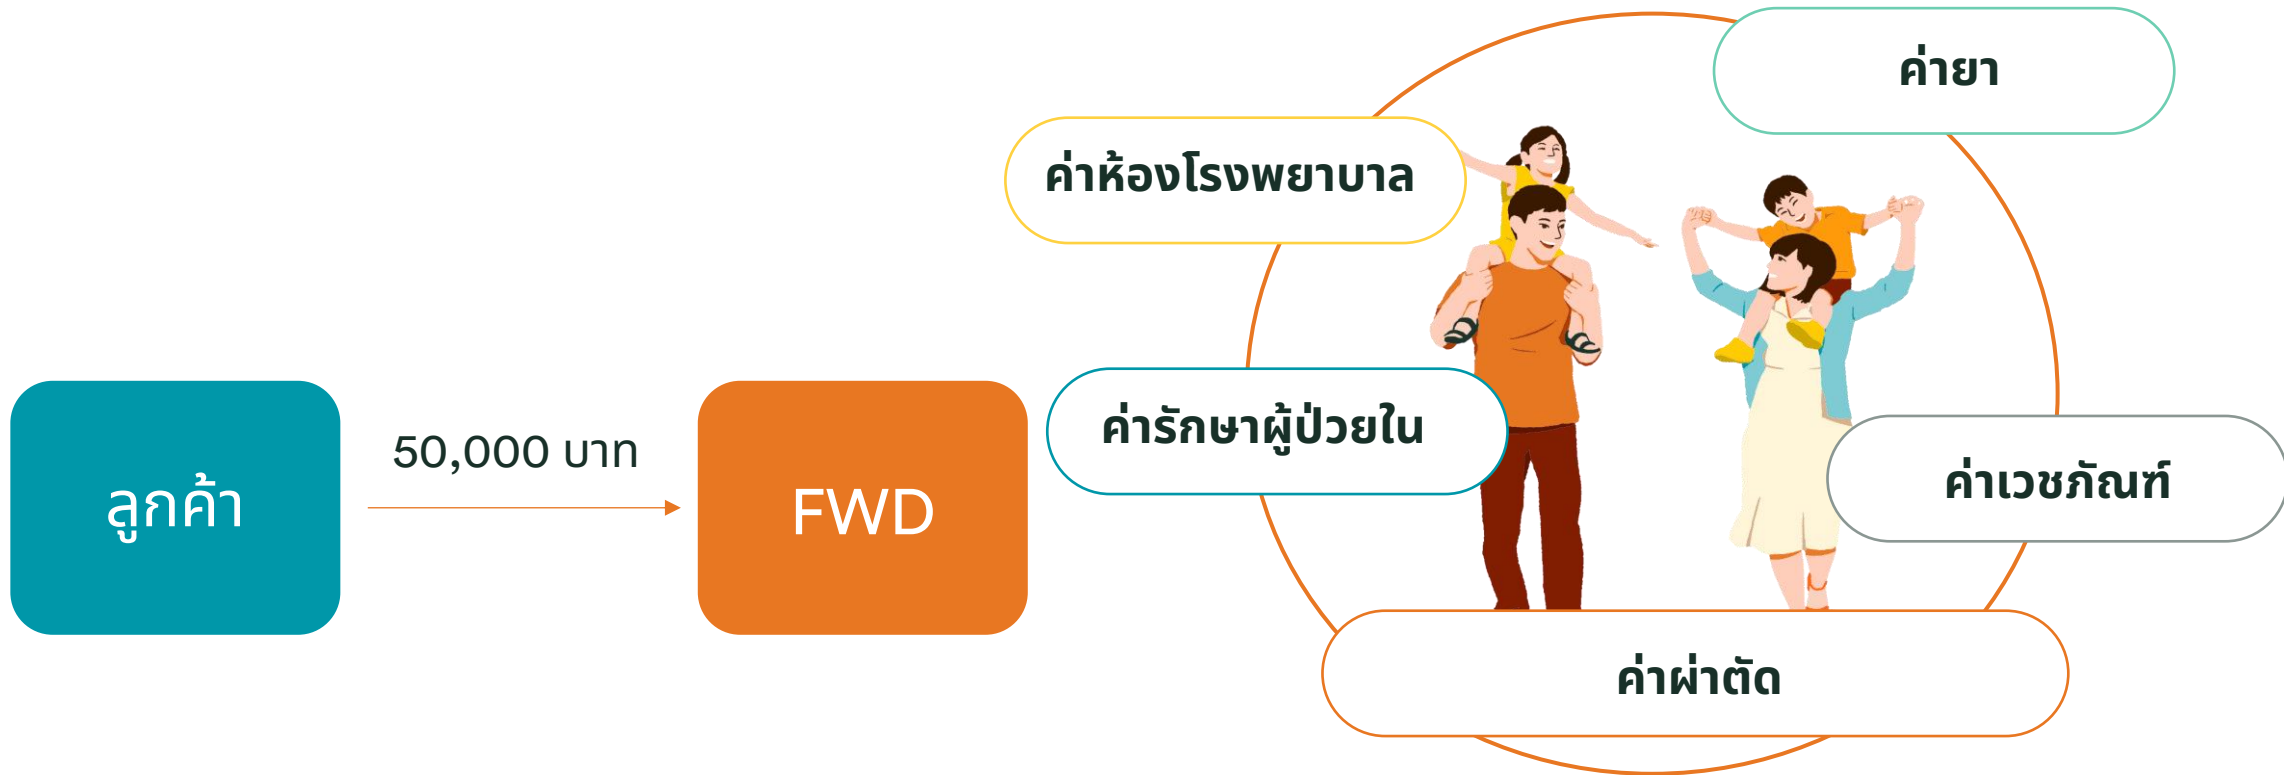 ลูกค้า
50,000 บาท
FWD
ค่ายา
ค่าห้องโรงพยาบาล
ค่ารักษาผู้ป่วยใน
ค่าเวชภัณฑ์
ค่าผ่าตัด